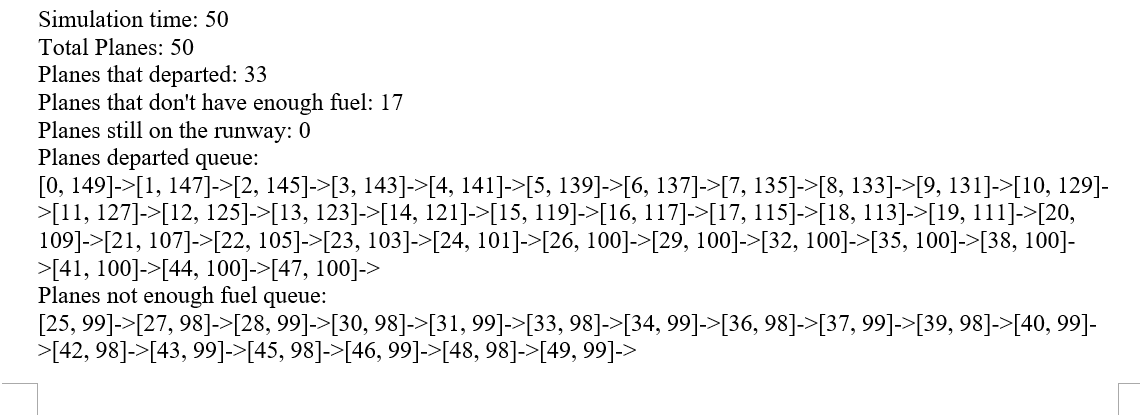 Simulation time: 50
Total Planes: 50
Planes that departed: 33
Planes that don't have enough fuel: 17
Planes still on the runway: 0
Planes departed queue:
[0, 149]->[1, 147]->[2, 145]->[3, 143]->[4, 141]->[5, 139]->[6, 137]->[7, 135]->[8, 133]->[9, 131]->[10, 129]-
>[11, 127]->[12, 125]->[13, 123]->[14, 121]->[15, 119]->[16, 117]->[17, 115]->[18, 113]->[19, 111]->[20,
109]->[21, 107]->[22, 105]->[23, 103]->[24, 101]->[26, 100]->[29, 100]->[32, 100]->[35, 100]->[38, 100]-
>[41, 100]->[44, 100]->[47, 100]->
Planes not enough fuel queue:
[25, 99]->[27, 98]->[28, 99]->[30, 98]->[31, 99]->[33, 98]->[34, 99]->[36, 98]->[37, 99]->[39, 98]->[40, 99]-
>[42, 98]->[43, 99]->[45, 98]->[46, 99]->[48, 98]->[49, 99]->